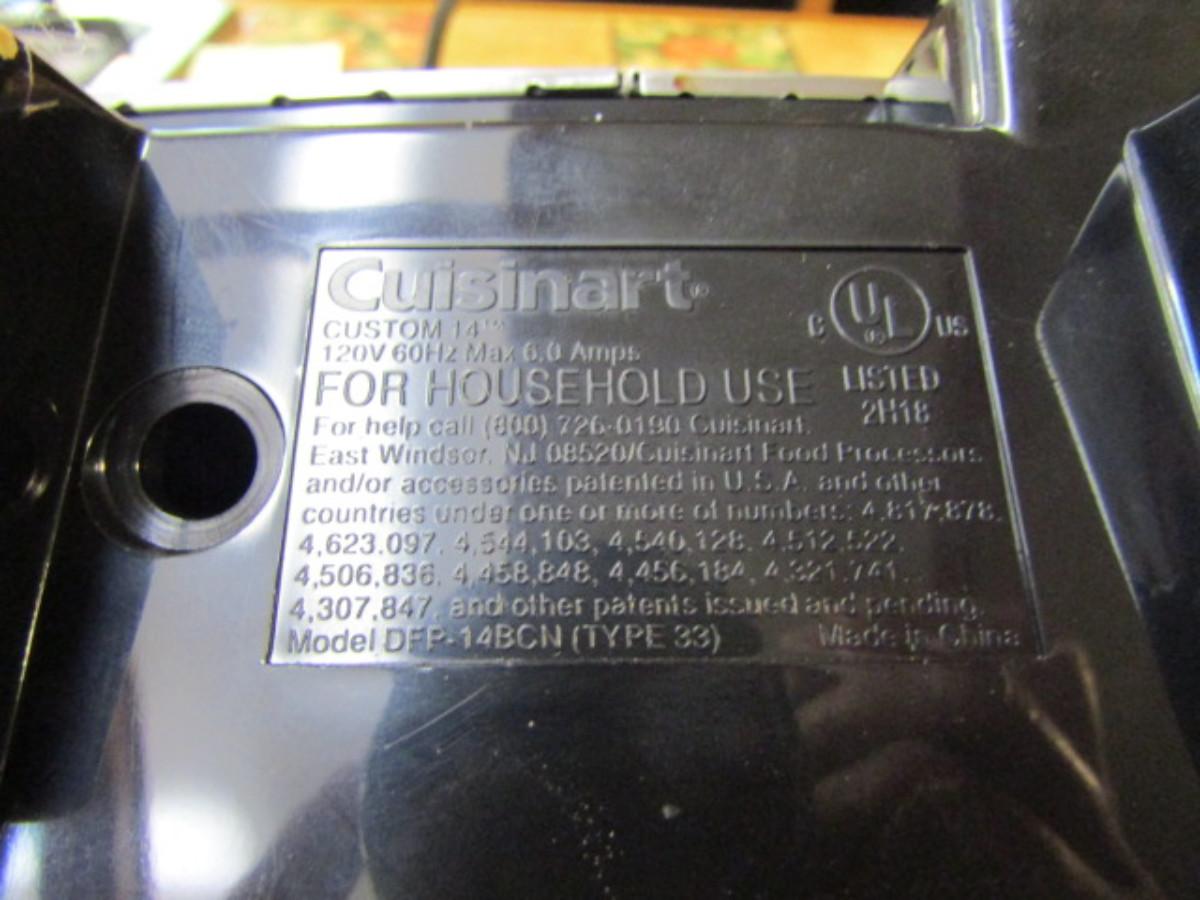 Cuisinart®
CUSTOM 14™
120V 60Hz Max 6.0 Amps
FOR HOUSEHOLD USE
For help call (800) 726-0190 Cuisinart,
East Windsor, NJ 08520/Cuisinart Food Processors
and/or accessories patented in U.S.A. and other
countries under one or more of numbers: 4,817,878,
4,623,097, 4,544,103, 4,540,128, 4,512,522,
4,506,836, 4,458,848, 4,456,184, 4,321,741,
4,307,847, and other patents issued and pending.
Model DFP-14BCN (TYPE 33) Made in China
C UL US
LISTED
2H18